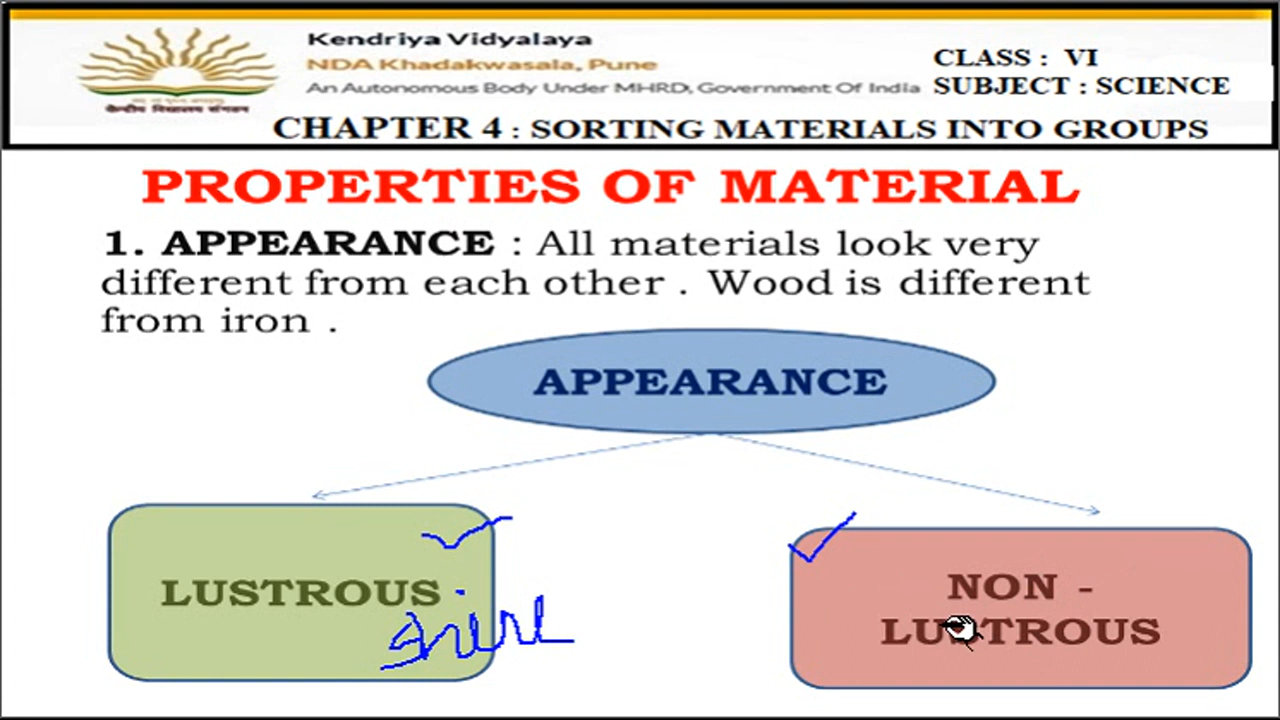 Kendriya Vidyalaya
NDA Khadakwasala, Pune
An Autonomous Body Under MHRD, Government Of India
केन्द्रीय विद्यालय संगठन
CLASS : VI
SUBJECT : SCIENCE
CHAPTER 4 : SORTING MATERIALS INTO GROUPS
PROPERTIES OF MATERIAL
1. APPEARANCE : All materials look very
different from each other . Wood is different
from iron .
APPEARANCE
LUSTROUS
shine
NON -
LUSTROUS